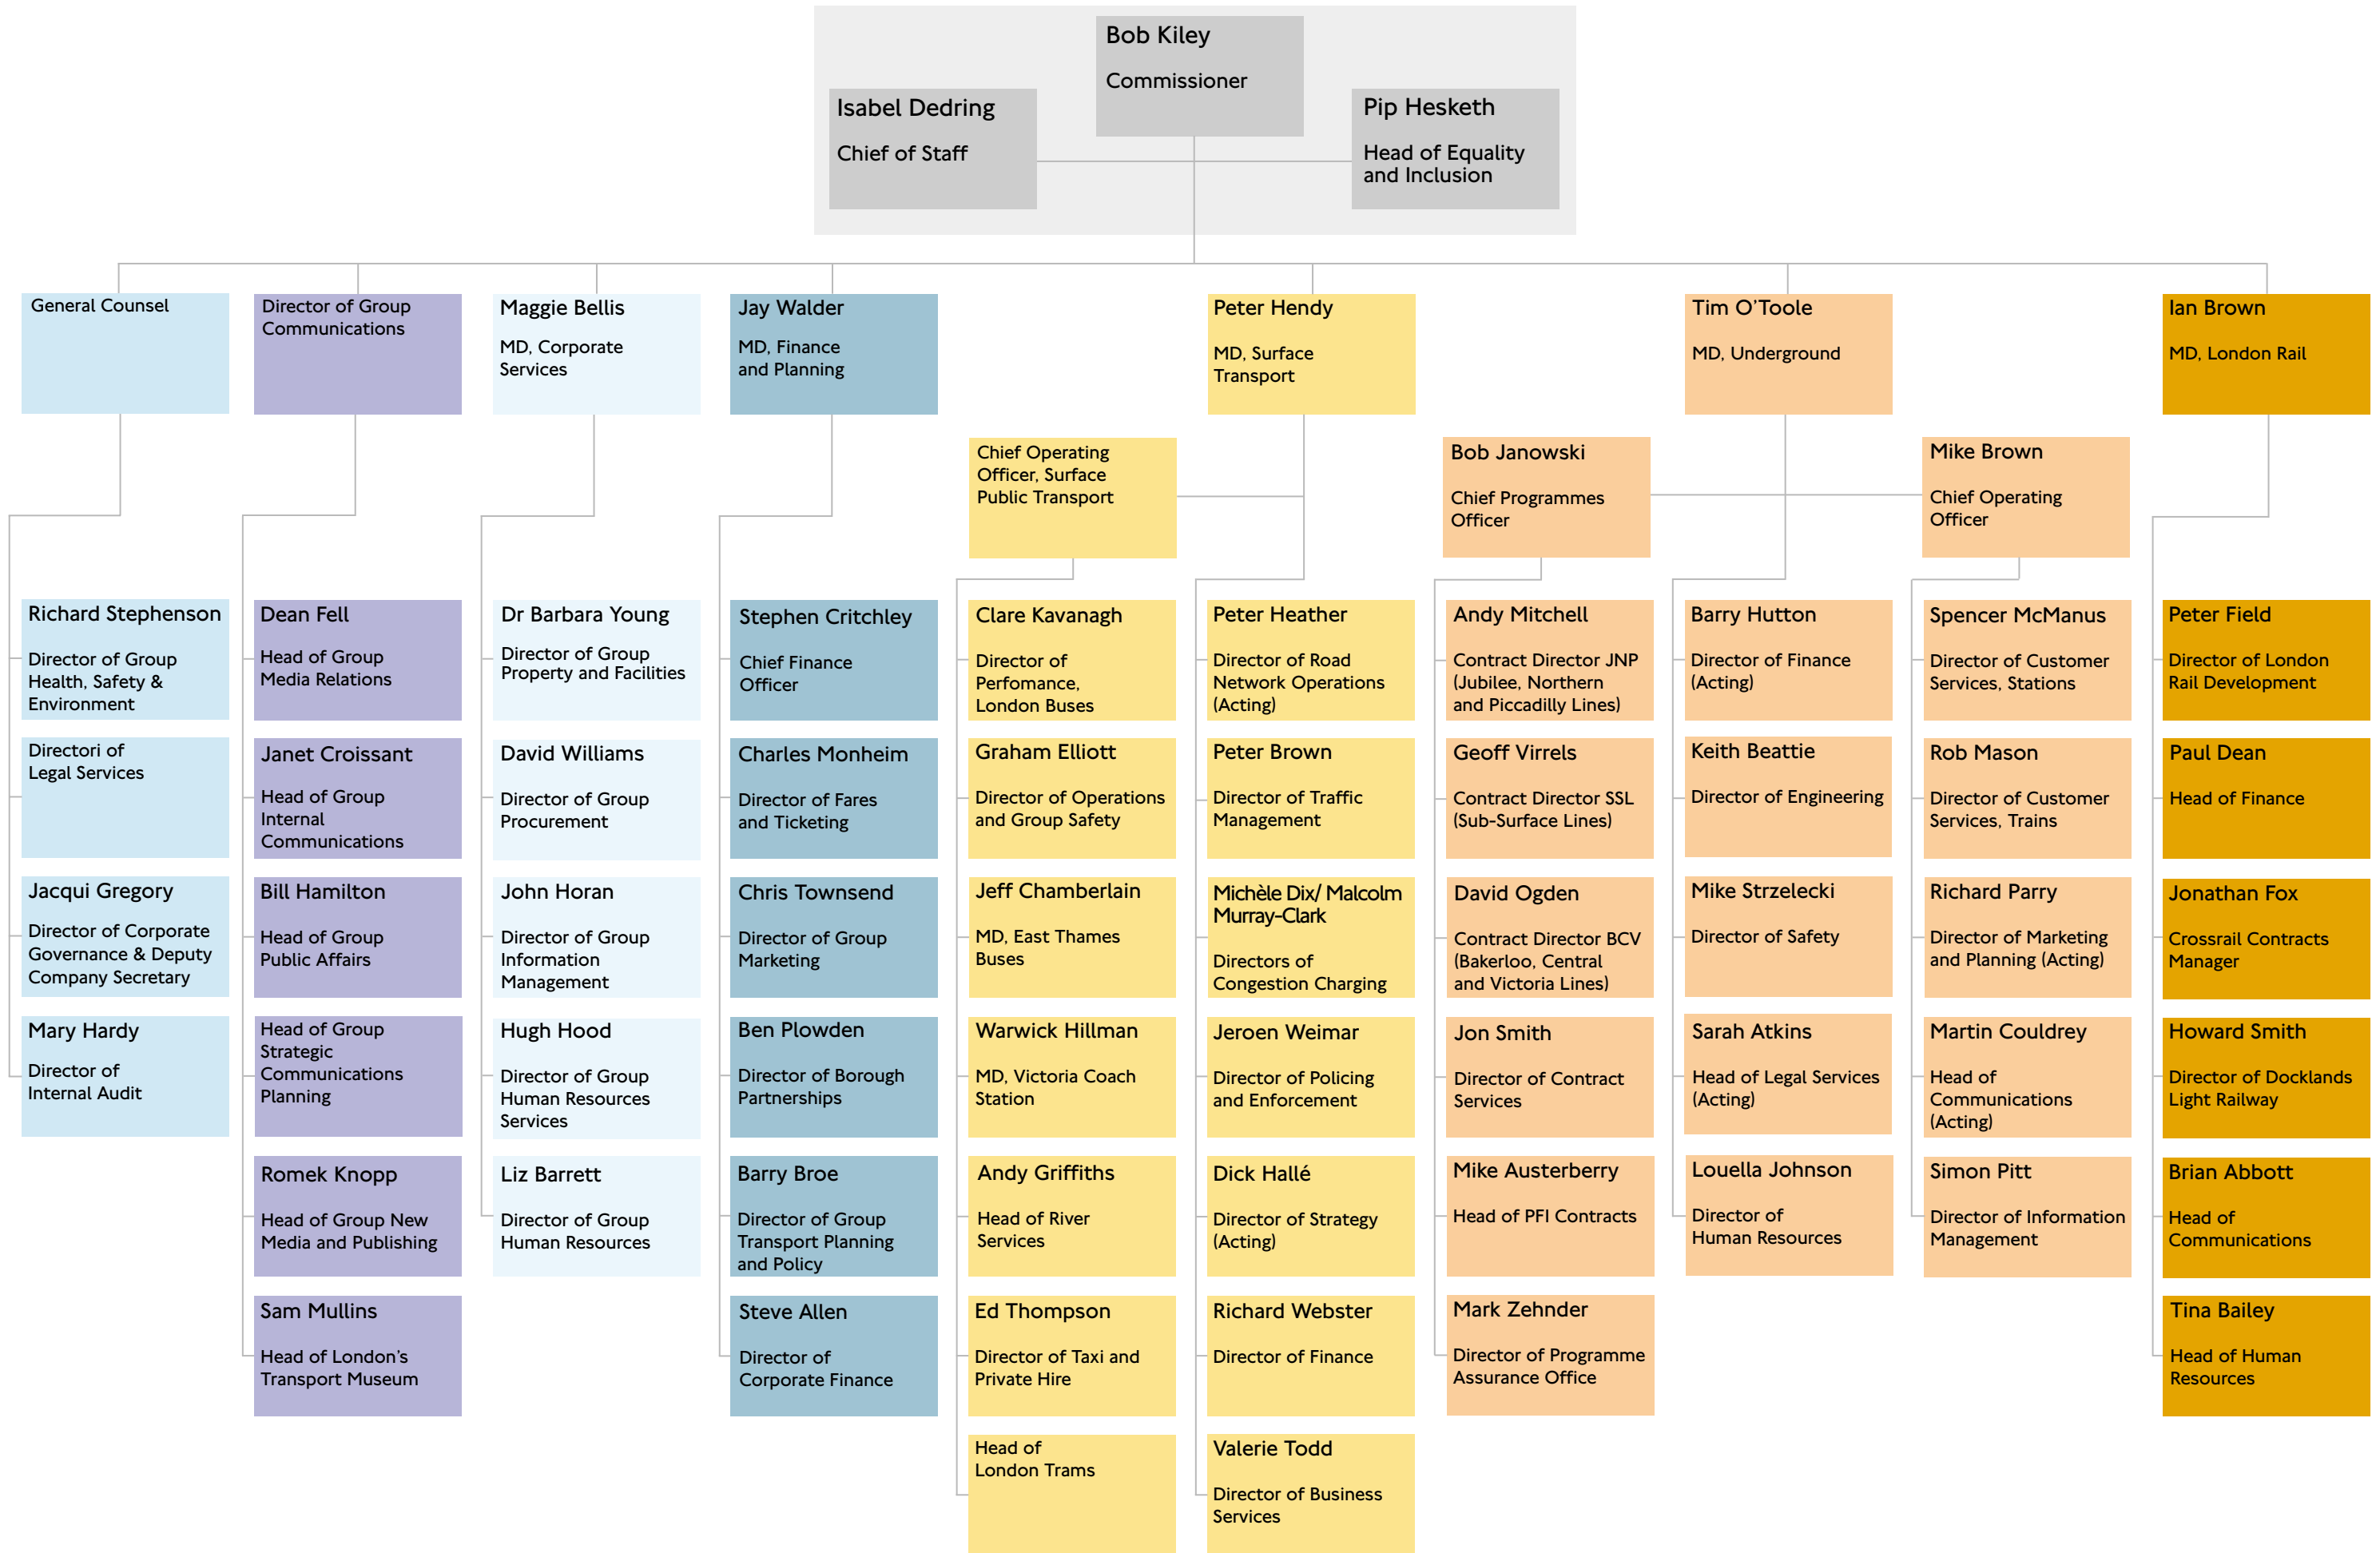 Bob Kiley
Commissioner
Isabel Dedring
Chief of Staff
Pip Hesketh
Head of Equality
and Inclusion
General Counsel
Director of Group
Communications
Maggie Bellis
MD, Corporate
Services
Jay Walder
MD, Finance
and Planning
Peter Hendy
MD, Surface
Transport
Tim O’Toole
MD, Underground
Ian Brown
MD, London Rail
Chief Operating
Officer, Surface
Public Transport
Bob Janowski
Chief Programmes
Officer
Mike Brown
Chief Operating
Officer
Richard Stephenson
Director of Group
Health, Safety &
Environment
Directori of
Legal Services
Jacqui Gregory
Director of Corporate
Governance & Deputy
Company Secretary
Mary Hardy
Director of
Internal Audit
Dean Fell
Head of Group
Media Relations
Janet Croissant
Head of Group
Internal
Communications
Bill Hamilton
Head of Group
Public Affairs
Head of Group
Strategic
Communications
Planning
Romek Knopp
Head of Group New
Media and Publishing
Sam Mullins
Head of London’s
Transport Museum
Dr Barbara Young
Director of Group
Property and Facilities
David Williams
Director of Group
Procurement
John Horan
Director of Group
Information
Management
Hugh Hood
Director of Group
Human Resources
Services
Liz Barrett
Director of Group
Human Resources
Stephen Critchley
Chief Finance
Officer
Charles Monheim
Director of Fares
and Ticketing
Chris Townsend
Director of Group
Marketing
Ben Plowden
Director of Borough
Partnerships
Barry Broe
Director of Group
Transport Planning
and Policy
Steve Allen
Director of
Corporate Finance
Clare Kavanagh
Director of
Perfomance,
London Buses
Graham Elliott
Director of Operations
and Group Safety
Jeff Chamberlain
MD, East Thames
Buses
Warwick Hillman
MD, Victoria Coach
Station
Andy Griffiths
Head of River
Services
Ed Thompson
Director of Taxi and
Private Hire
Head of
London Trams
Peter Heather
Director of Road
Network Operations
(Acting)
Peter Brown
Director of Traffic
Management
Michèle Dix/ Malcolm
Murray-Clark
Directors of
Congestion Charging
Jeroen Weimar
Director of Policing
and Enforcement
Dick Hallé
Director of Strategy
(Acting)
Richard Webster
Director of Finance
Valerie Todd
Director of Business
Services
Andy Mitchell
Contract Director JNP
(Jubilee, Northern
and Piccadilly Lines)
Geoff Virrels
Contract Director SSL
(Sub-Surface Lines)
David Ogden
Contract Director BCV
(Bakerloo, Central
and Victoria Lines)
Jon Smith
Director of Contract
Services
Mike Austerberry
Head of PFI Contracts
Mark Zehnder
Director of Programme
Assurance Office
Barry Hutton
Director of Finance
(Acting)
Keith Beattie
Director of Engineering
Mike Strzelecki
Director of Safety
Sarah Atkins
Head of Legal Services
(Acting)
Louella Johnson
Director of
Human Resources
Spencer McManus
Director of Customer
Services, Stations
Rob Mason
Director of Customer
Services, Trains
Richard Parry
Director of Marketing
and Planning (Acting)
Martin Couldrey
Head of
Communications
(Acting)
Simon Pitt
Director of Information
Management
Peter Field
Director of London
Rail Development
Paul Dean
Head of Finance
Jonathan Fox
Crossrail Contracts
Manager
Howard Smith
Director of Docklands
Light Railway
Brian Abbott
Head of
Communications
Tina Bailey
Head of Human
Resources